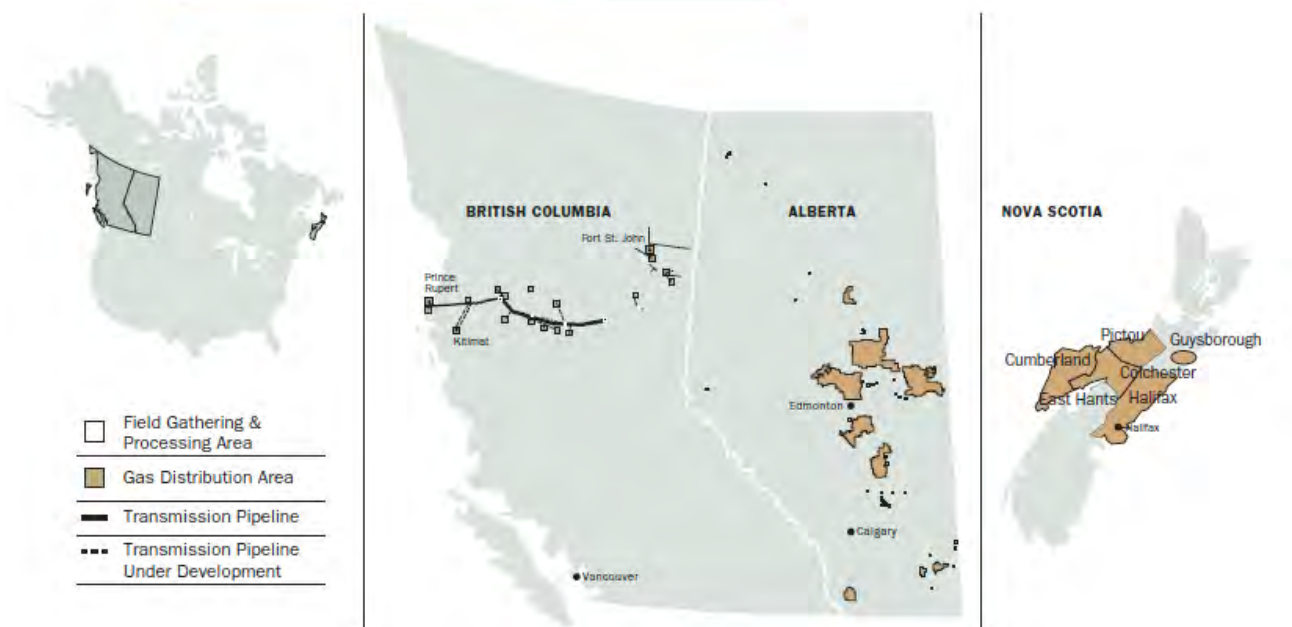 BRITISH COLUMBIA
ALBERTA
NOVA SCOTIA
Fort St. John
Prince
Rupert
Kitimat
Edmonton
Calgary
Vancouver
Pictou
Guysborough
Cumberland
Colchester
East Hants
Halifax
Halifax
Field Gathering &
Processing Area
Gas Distribution Area
Transmission Pipeline
Transmission Pipeline
Under Development